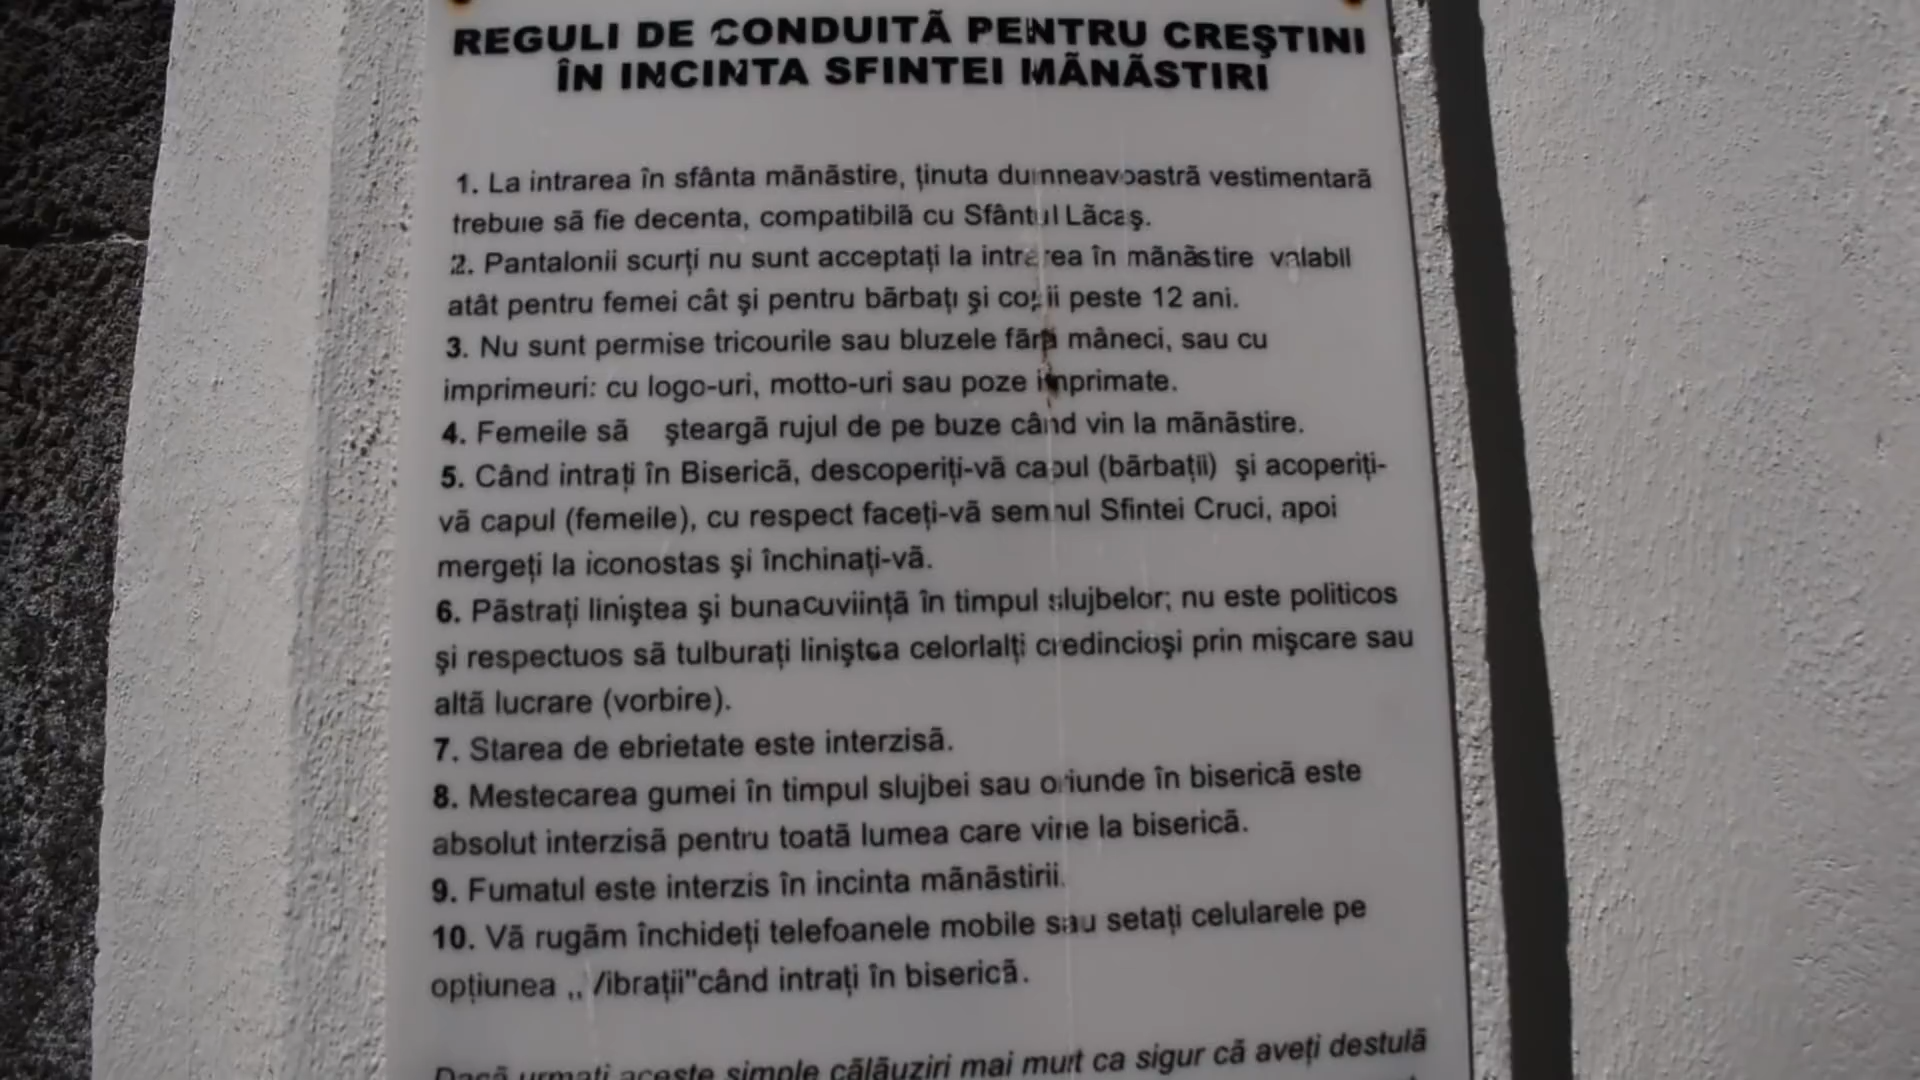 REGULI DE CONDUITĂ PENTRU CREŞTINI
ÎN INCINTA SFINTEI MĂNĂSTIRI
1. La intrarea în sfânta mănăstire, ţinuta dumneavoastră vestimentară
trebuie să fie decenta, compatibilă cu Sfântul Lăcaş.
2. Pantalonii scurţi nu sunt acceptaţi la intrarea în mănăstire valabil
atât pentru femei cât şi pentru bărbaţi şi copii peste 12 ani.
3. Nu sunt permise tricourile sau bluzele fără mâneci, sau cu
imprimeuri: cu logo-uri, motto-uri sau poze imprimate.
4. Femeile să şteargă rujul de pe buze când vin la mănăstire.
5. Când intraţi în Biserică, descoperiţi-vă capul (bărbaţii) şi acoperiţi-
vă capul (femeile), cu respect faceţi-vă semnul Sfintei Cruci, apoi
mergeţi la iconostas şi închinaţi-vă.
6. Păstraţi liniştea şi bunacuviinţă în timpul slujbelor; nu este politicos
şi respectuos să tulburaţi liniştea celorlalţi credincioşi prin mişcare sau
altă lucrare (vorbire).
7. Starea de ebrietate este interzisă.
8. Mestecarea gumei în timpul slujbei sau oriunde în biserică este
absolut interzisă pentru toată lumea care vine la biserică.
9. Fumatul este interzis în incinta mănăstirii.
10. Vă rugăm închideţi telefoanele mobile sau setaţi celularele pe
opţiunea ,, Vibraţii"când intraţi în biserică.
Dacă urmaţi aceste simple călăuziri mai mult ca sigur că aveţi destulă